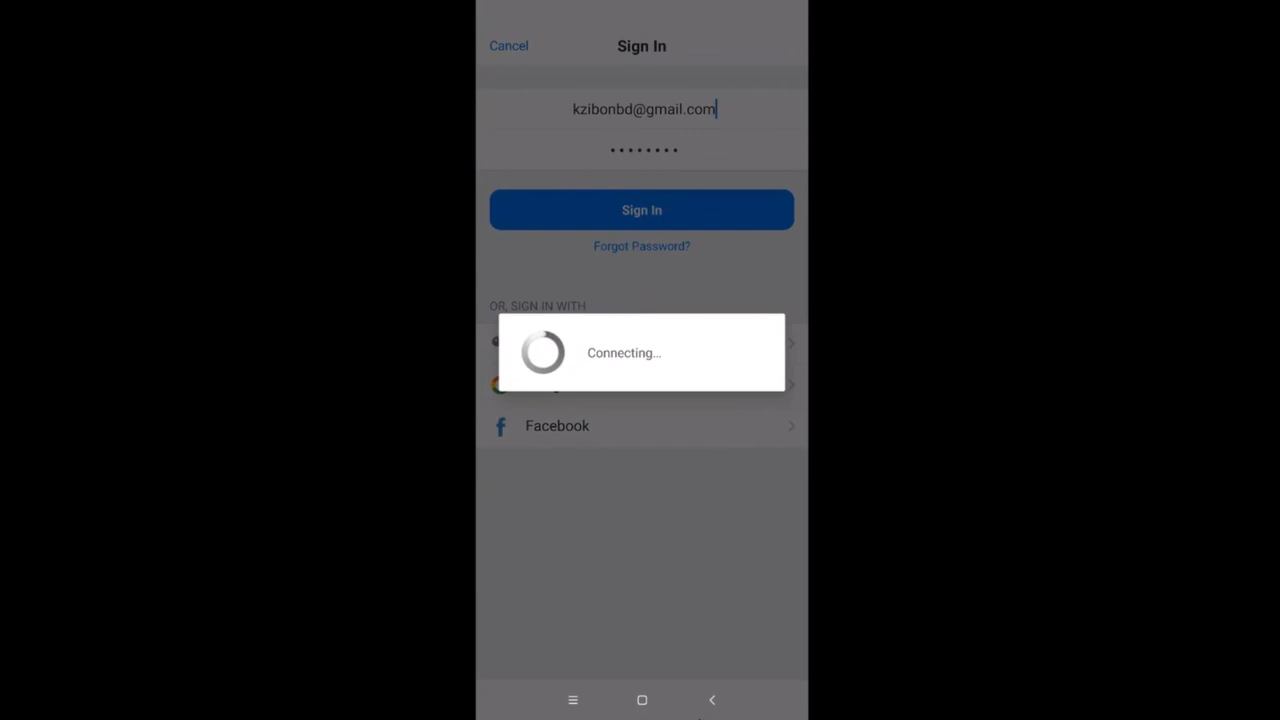 Cancel
Sign In
kzibonbd@gmail.com
Sign In
Forgot Password?
OR, SIGN IN WITH
Connecting...
Facebook